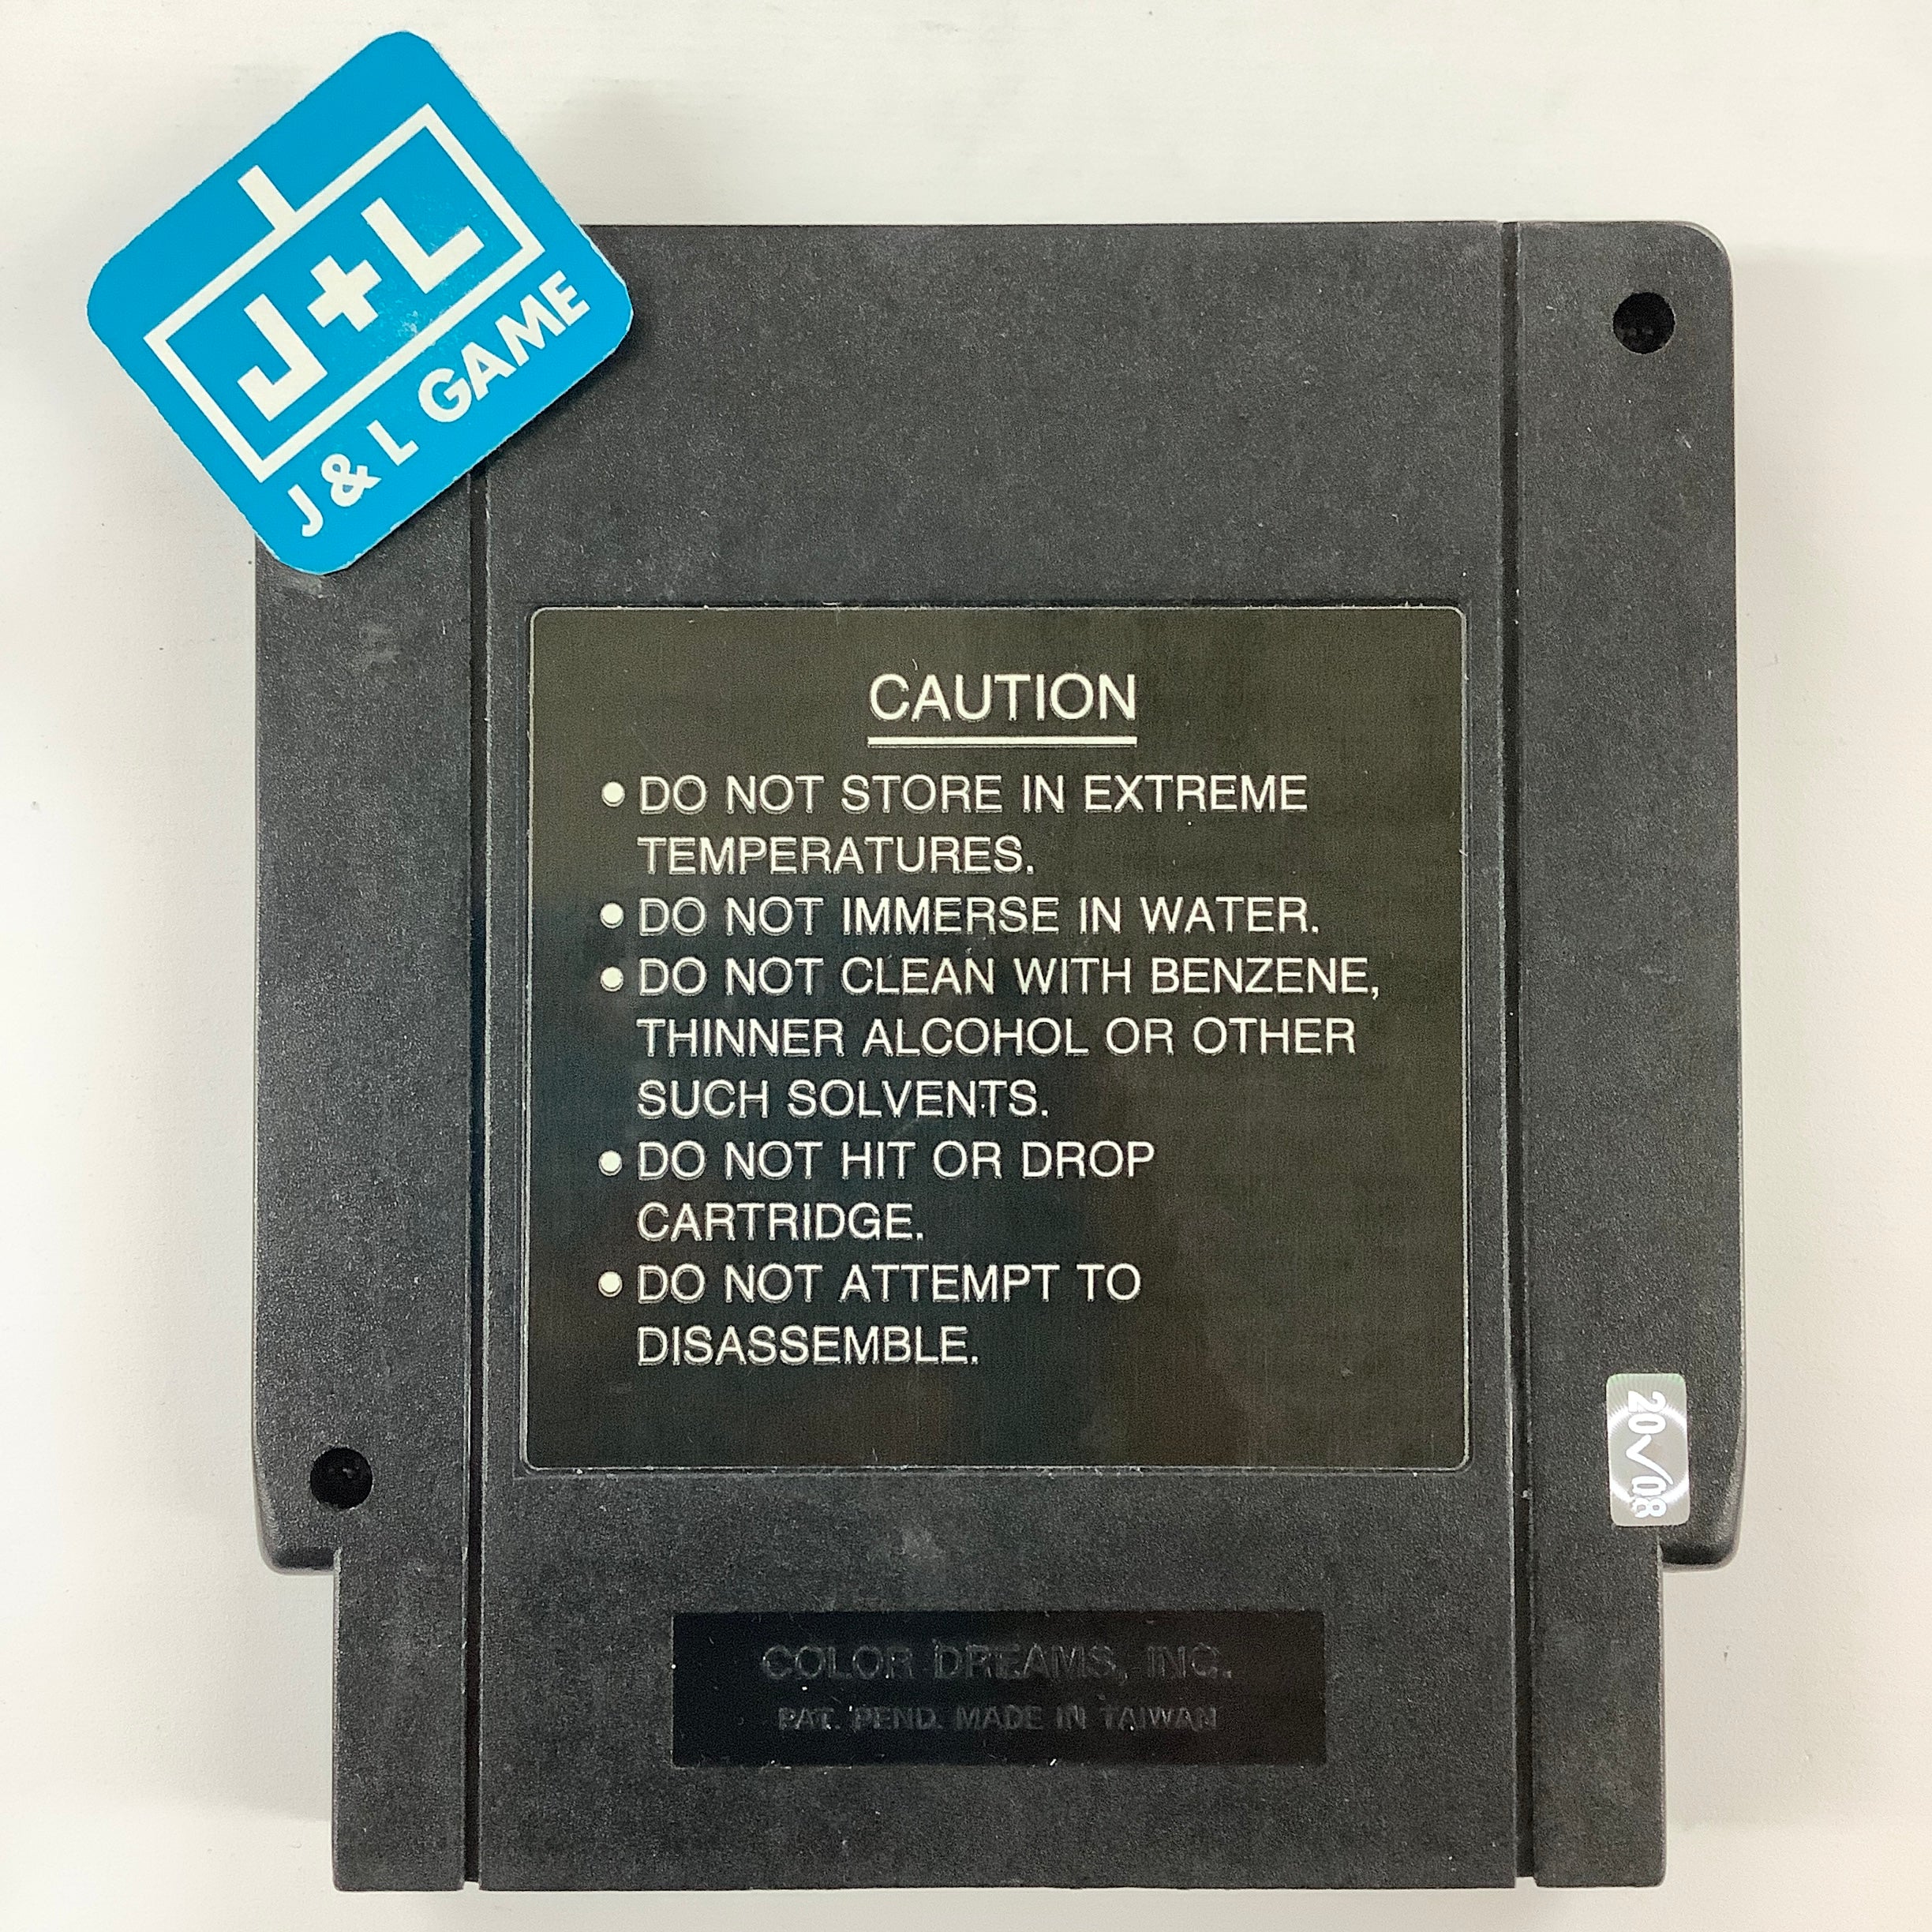 J+L
J & L GAME
CAUTION
• DO NOT STORE IN EXTREME
TEMPERATURES.
• DO NOT IMMERSE IN WATER.
• DO NOT CLEAN WITH BENZENE,
THINNER ALCOHOL OR OTHER
SUCH SOLVENTS.
• DO NOT HIT OR DROP
CARTRIDGE.
• DO NOT ATTEMPT TO
DISASSEMBLE.
20√08
COLOR DREAMS, INC.
PAT. PEND. MADE IN TAIWAN